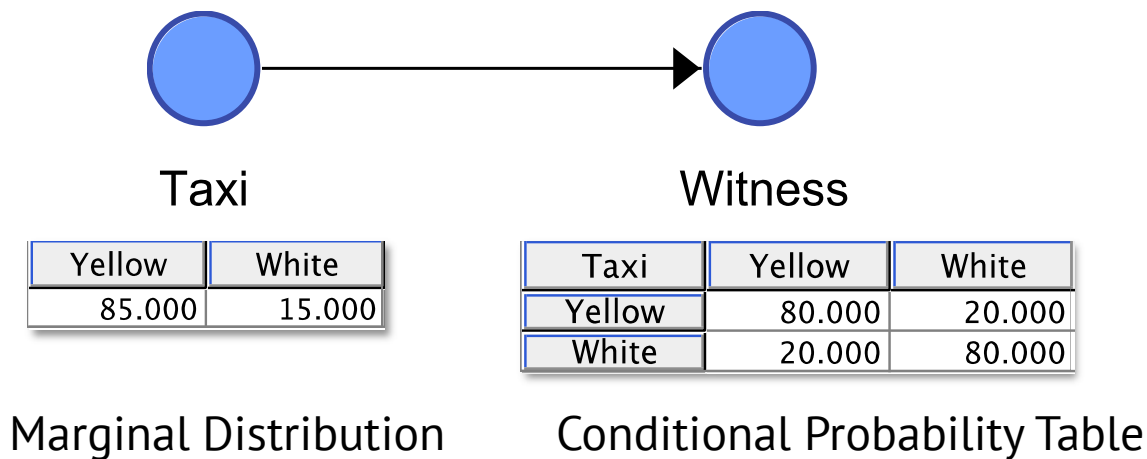 Taxi Witness
Yellow White Taxi Yellow White
85.000 15.000 Yellow 80.000 20.000
White 20.000 80.000
Marginal Distribution Conditional Probability Table